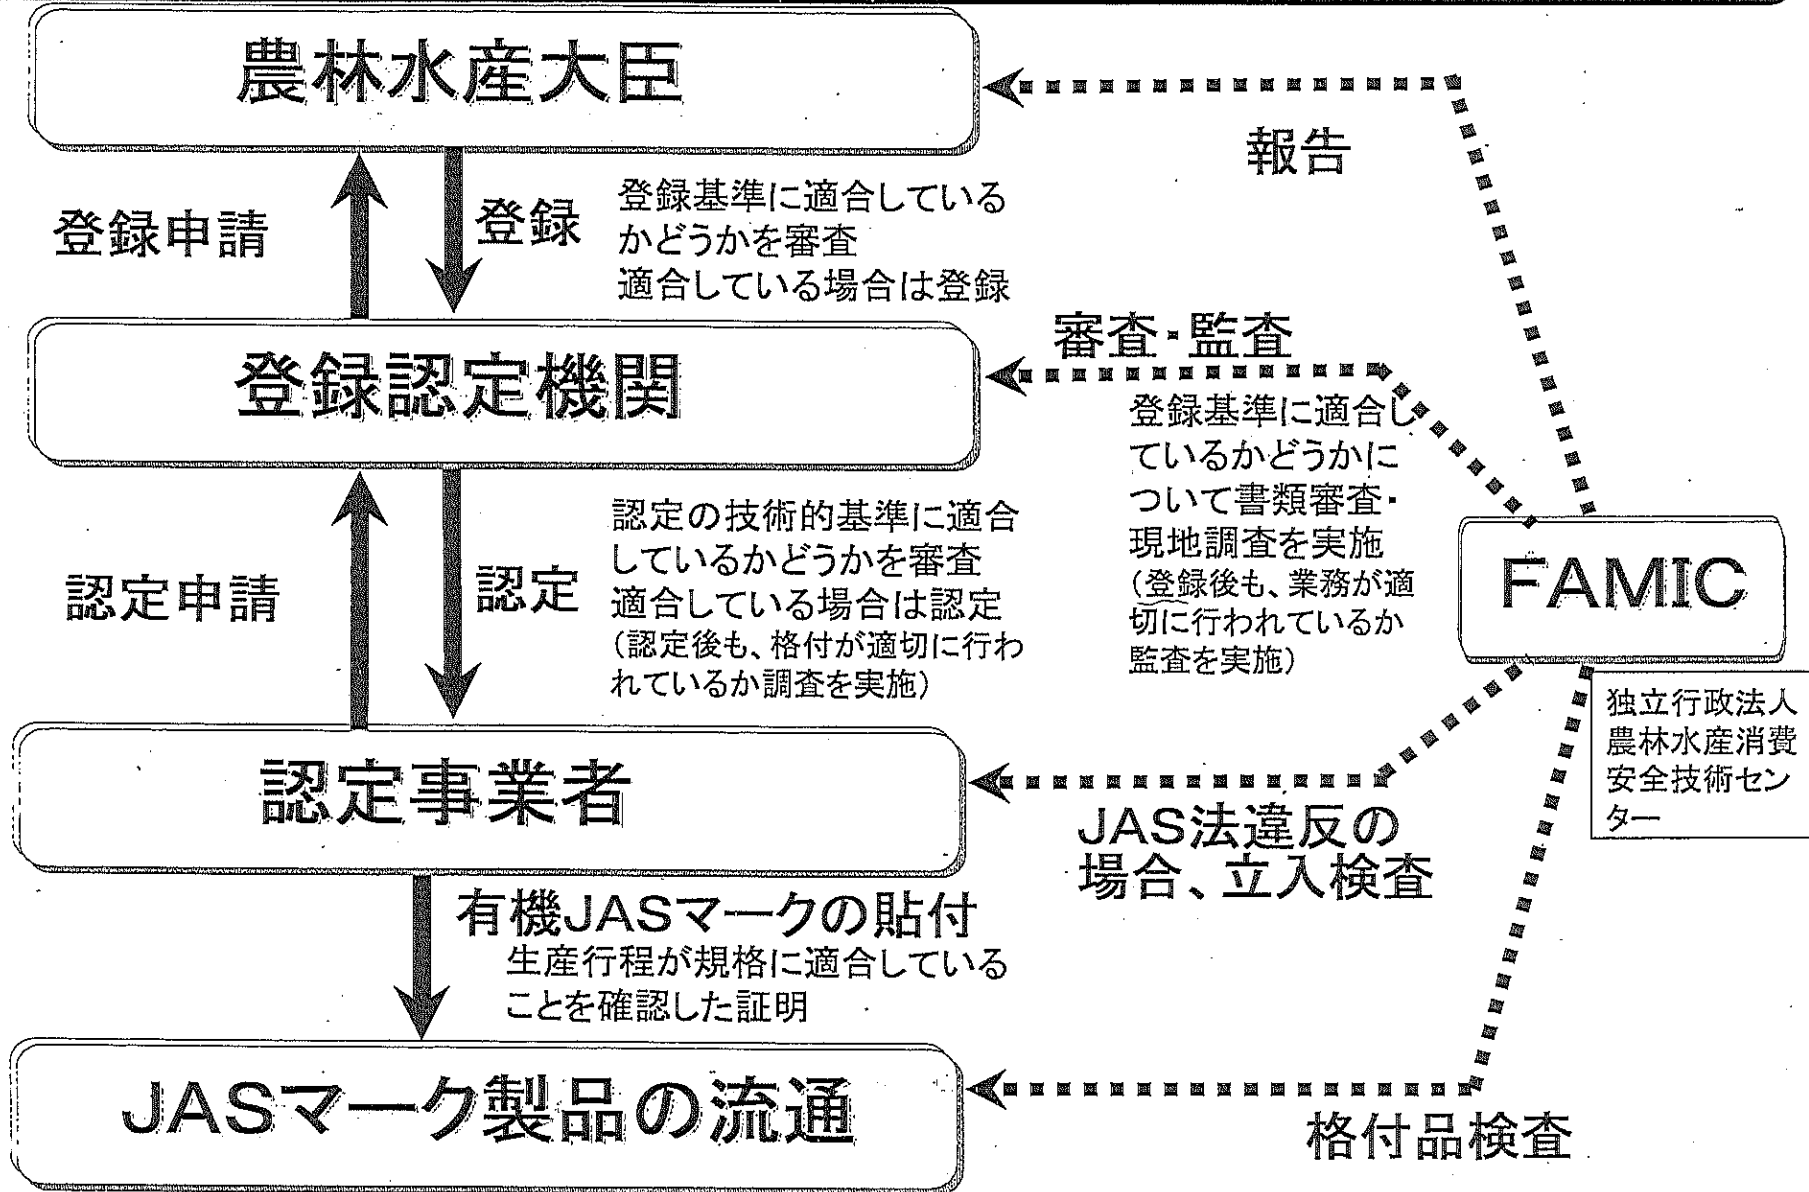 農林水産大臣
報告
登録申請
登録
登録基準に適合している
かどうかを審査
適合している場合は登録
登録認定機関
審査・監査
登録基準に適合し
ているかどうかに
ついて書類審査・
現地調査を実施
(登録後も、業務が適
切に行われているか
監査を実施)
認定申請
認定
認定の技術的基準に適合
しているかどうかを審査
適合している場合は認定
(認定後も、格付が適切に行わ
れているか調査を実施)
FAMIC
独立行政法人
農林水産消費
安全技術セン
ター
認定事業者
JAS法違反の
場合、立入検査
有機JASマークの貼付
生産行程が規格に適合している
ことを確認した証明
JASマーク製品の流通
格付品検査